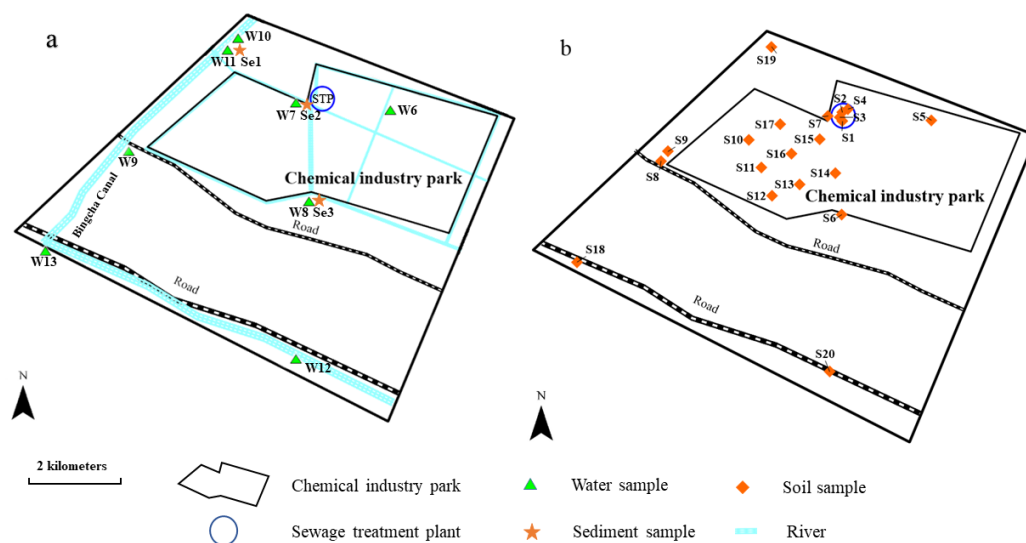 a
W10
W11 Se1
STP
W7 Se2
W6
W9
Chemical industry park
Bingcha Canal
W8 Se3
Road
W13
Road
W12
N
b
S19
S2
S4
S7
S3
S5
S17
S1
S10
S15
S9
S16
S8
S11
S14
S13
Chemical industry park
S12
S6
Road
S18
Road
S20
N
2 kilometers
Chemical industry park
Water sample
Soil sample
Sewage treatment plant
Sediment sample
River